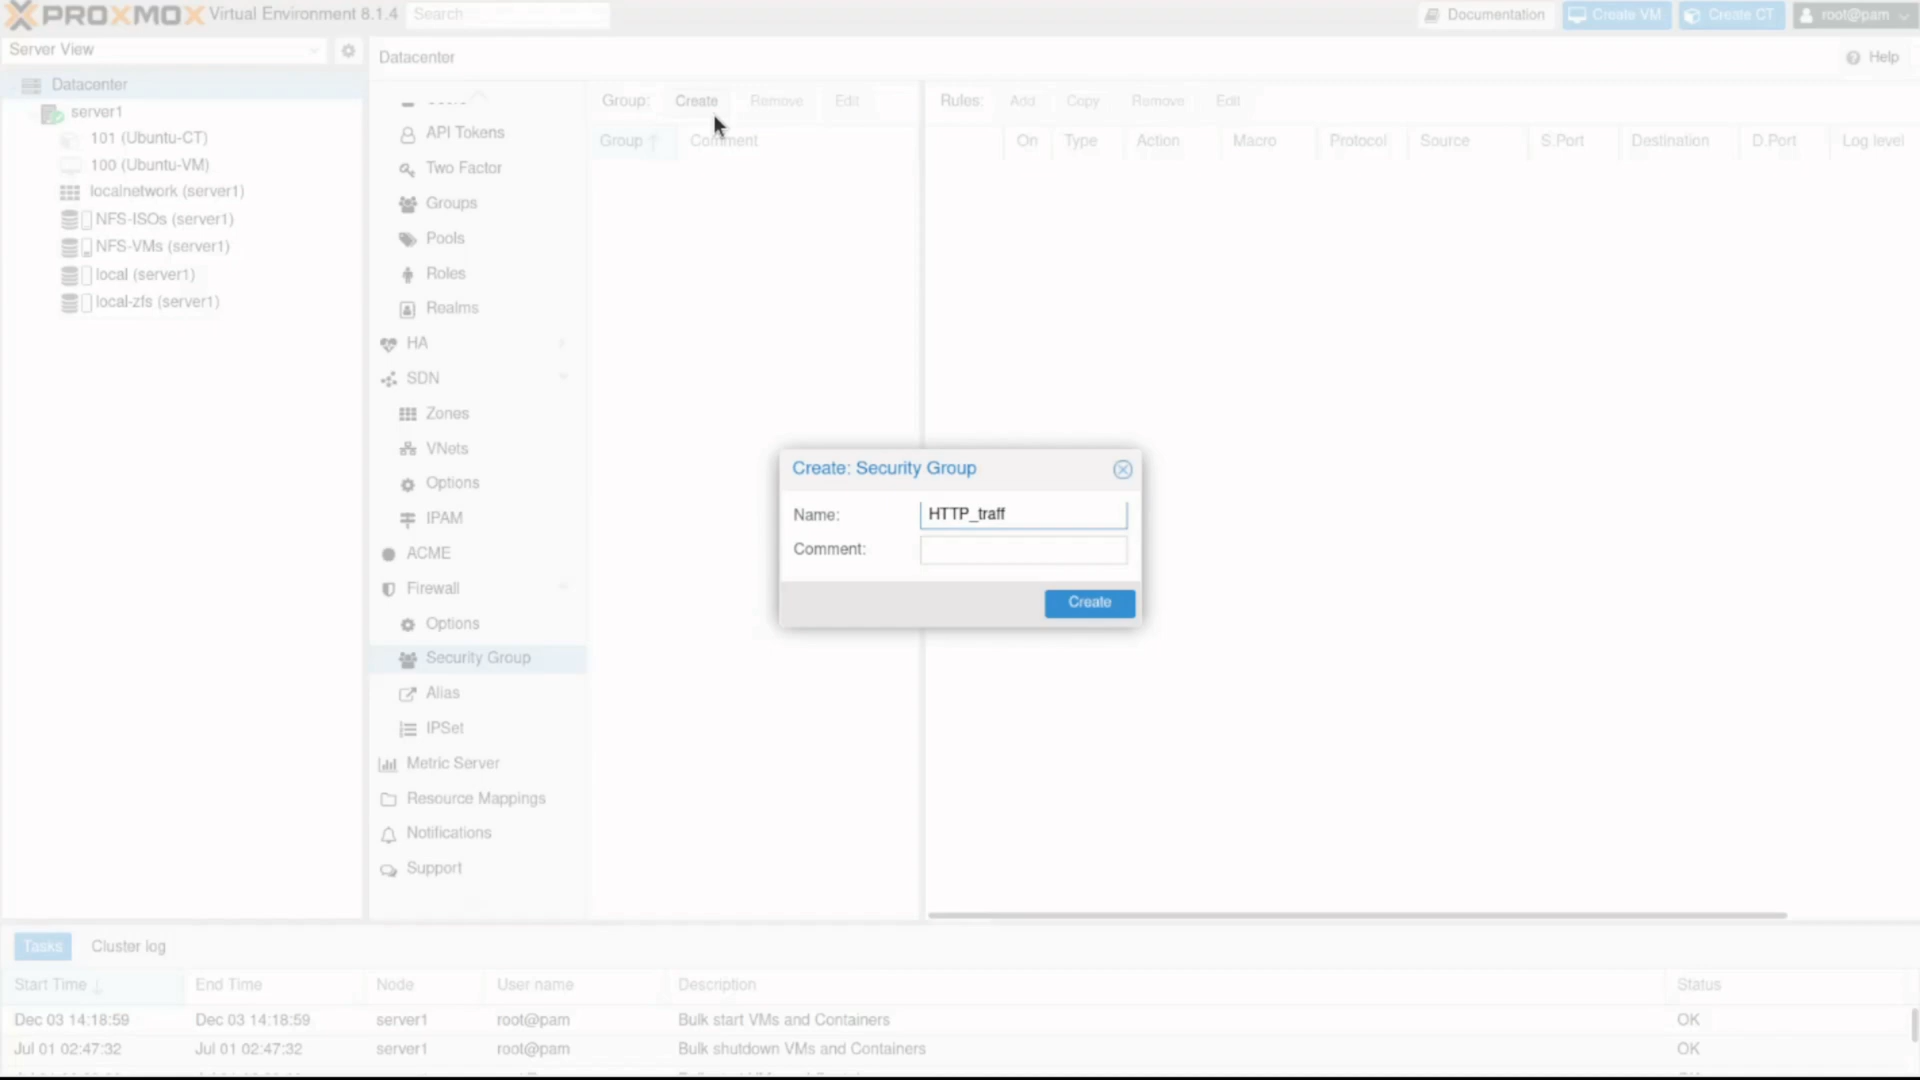 PROXMOX Virtual Environment 8.1.4 Search Documentation Create VM Create CT root@pam
Server View
Datacenter
server1
101 (Ubuntu-CT)
100 (Ubuntu-VM)
localnetwork (server1)
NFS-ISOs (server1)
NFS-VMs (server1)
local (server1)
local-zfs (server1)
Datacenter Help
API Tokens
Two Factor
Groups
Pools
Roles
Realms
HA
SDN
Zones
VNets
Options
IPAM
ACME
Firewall
Options
Security Group
Alias
IPSet
Metric Server
Resource Mappings
Notifications
Support
Group: Create Remove Edit
Group Comment
Rules: Add Copy Remove Edit
On Type Action Macro Protocol Source S.Port Destination D.Port Log level
Create: Security Group
Name: HTTP_traff
Comment:
Create
Tasks Cluster log
Start Time End Time Node User name Description Status
Dec 03 14:18:59 Dec 03 14:18:59 server1 root@pam Bulk start VMs and Containers OK
Jul 01 02:47:32 Jul 01 02:47:32 server1 root@pam Bulk shutdown VMs and Containers OK